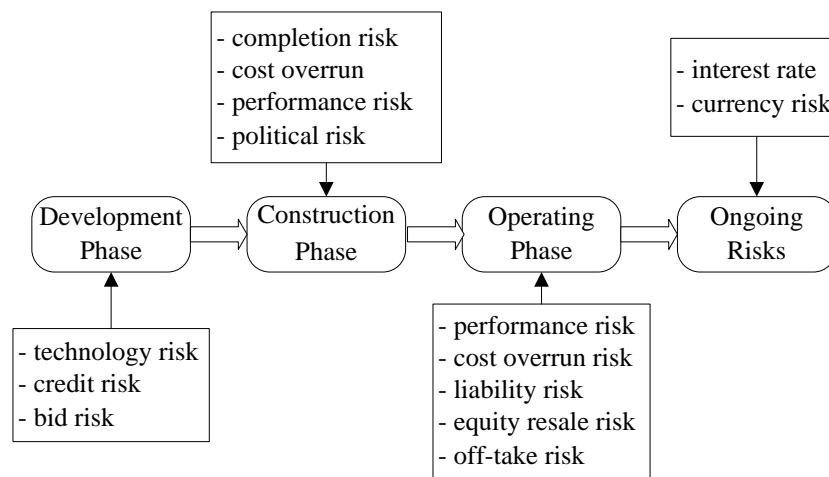 - completion risk
- cost overrun
- performance risk
- political risk
- interest rate
- currency risk
Development
Phase
Construction
Phase
Operating
Phase
Ongoing
Risks
- technology risk
- credit risk
- bid risk
- performance risk
- cost overrun risk
- liability risk
- equity resale risk
- off-take risk